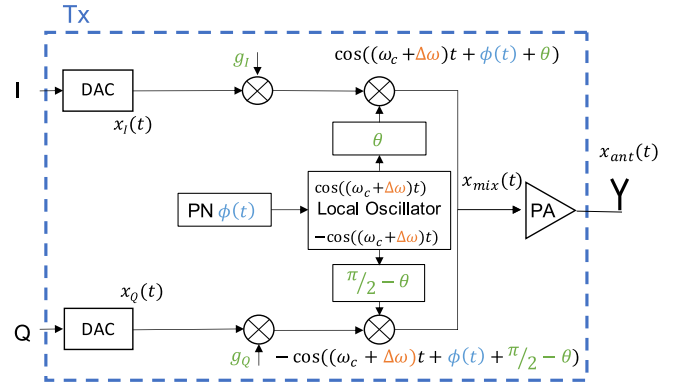 Tx
g_I
cos((ω_c +Δω)t + ϕ(t) + θ)
I
DAC
x_I(t)
θ
x_ant(t)
cos((ω_c+Δω)t)
x_mix(t)
PN ϕ(t)
Local Oscillator
PA
−cos((ω_c+Δω)t)
π/2 − θ
x_Q(t)
Q
DAC
g_Q
−cos((ω_c + Δω)t + ϕ(t) + π/2 − θ)